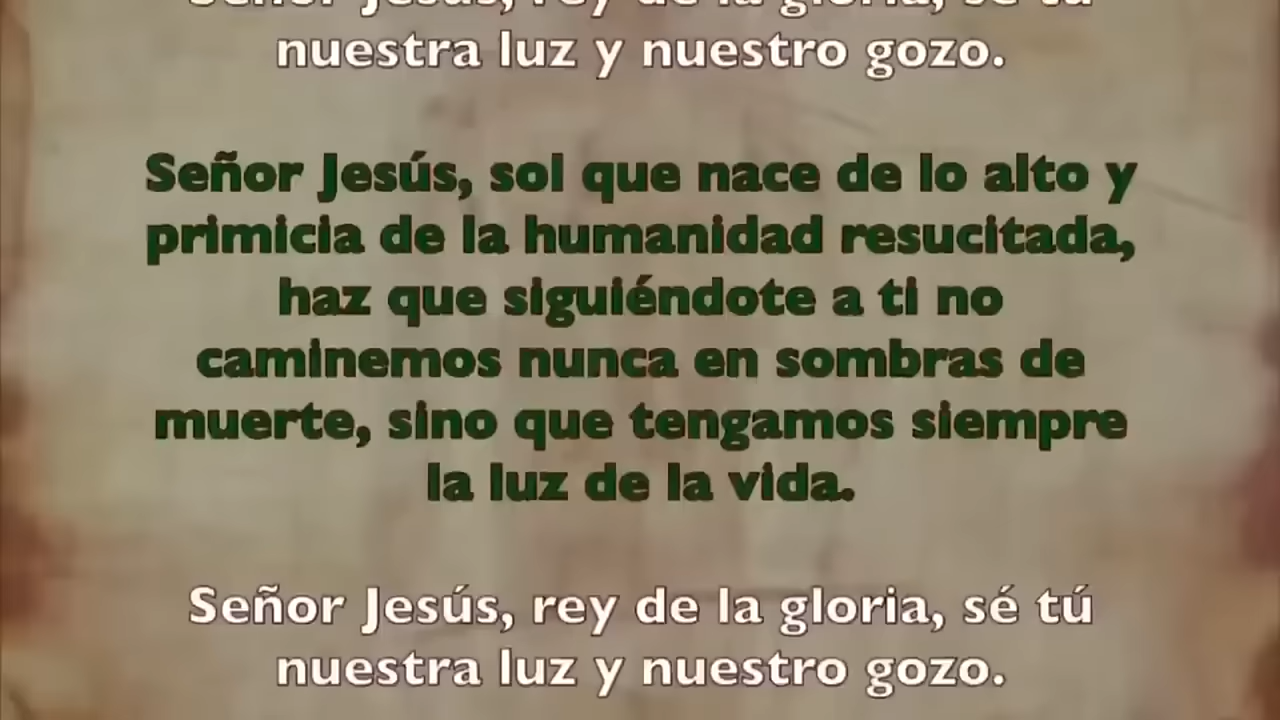 Señor Jesús, rey de la gloria, sé tú
nuestra luz y nuestro gozo.
Señor Jesús, sol que nace de lo alto y
primicia de la humanidad resucitada,
haz que siguiéndote a ti no
caminemos nunca en sombras de
muerte, sino que tengamos siempre
la luz de la vida.
Señor Jesús, rey de la gloria, sé tú
nuestra luz y nuestro gozo.